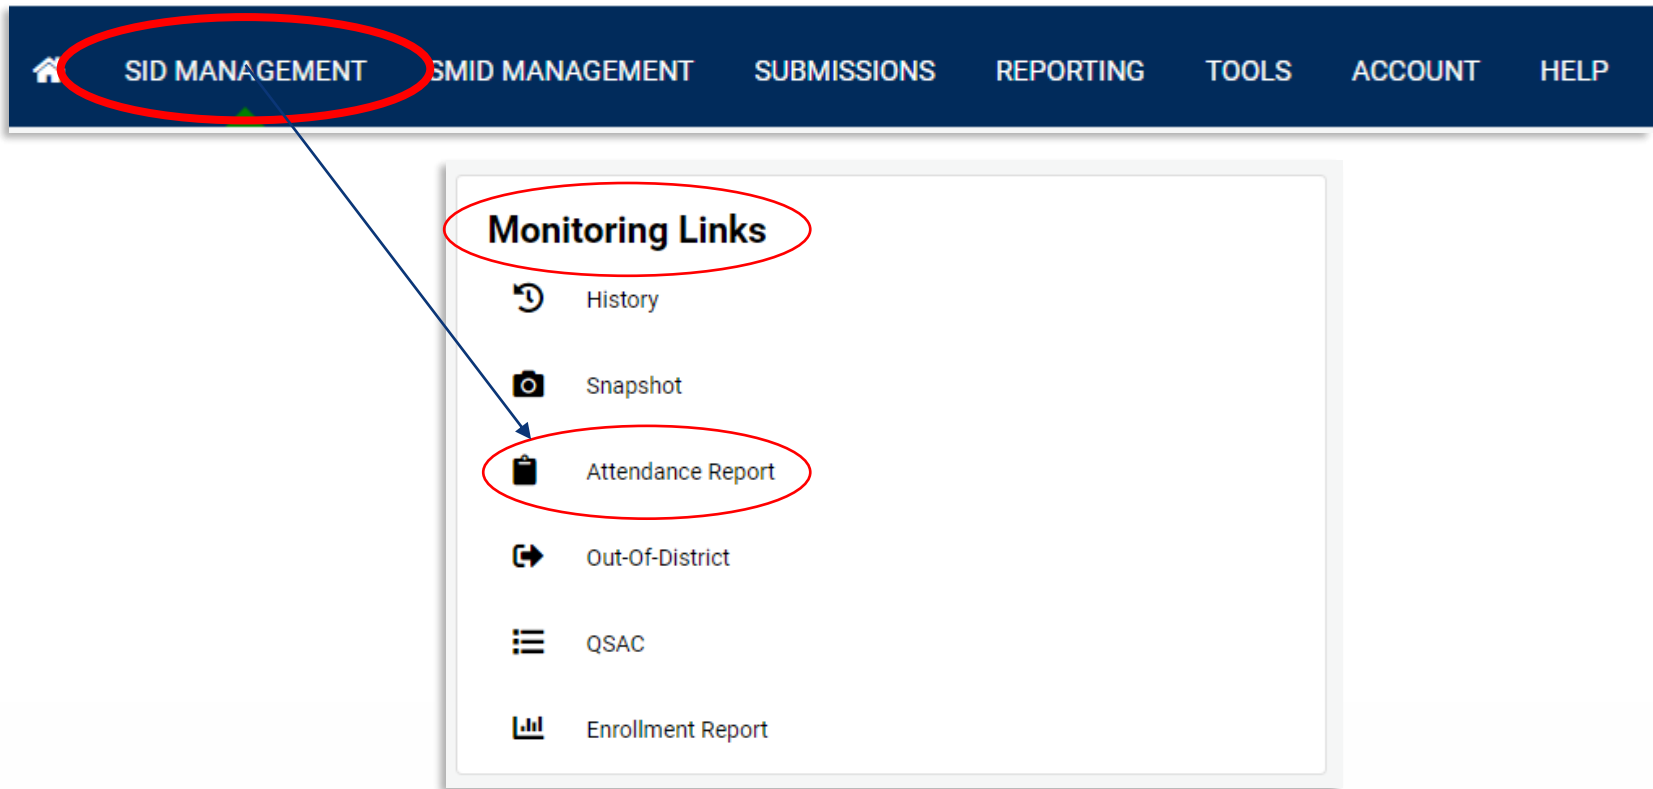 SID MANAGEMENT SMID MANAGEMENT SUBMISSIONS REPORTING TOOLS ACCOUNT HELP
Monitoring Links
History
Snapshot
Attendance Report
Out-Of-District
QSAC
Enrollment Report